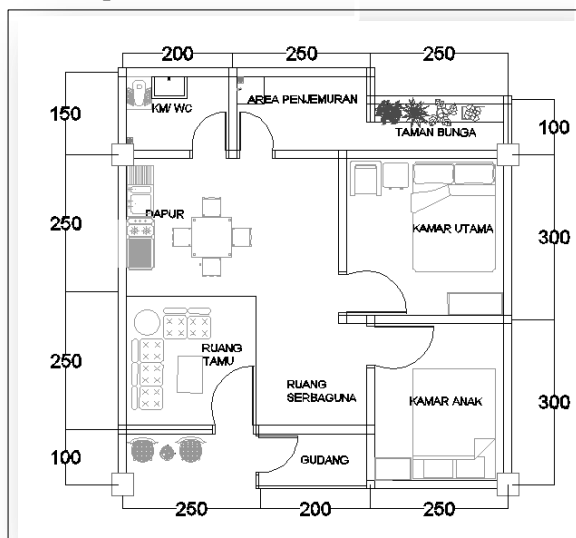 200
250
250
150
KM/WC
AREA PENJEMURAN
TAMAN BUNGA
100
250
DAPUR
KAMAR UTAMA
300
250
RUANG
TAMU
RUANG
SERBAGUNA
KAMAR ANAK
300
100
GUDANG
250
200
250